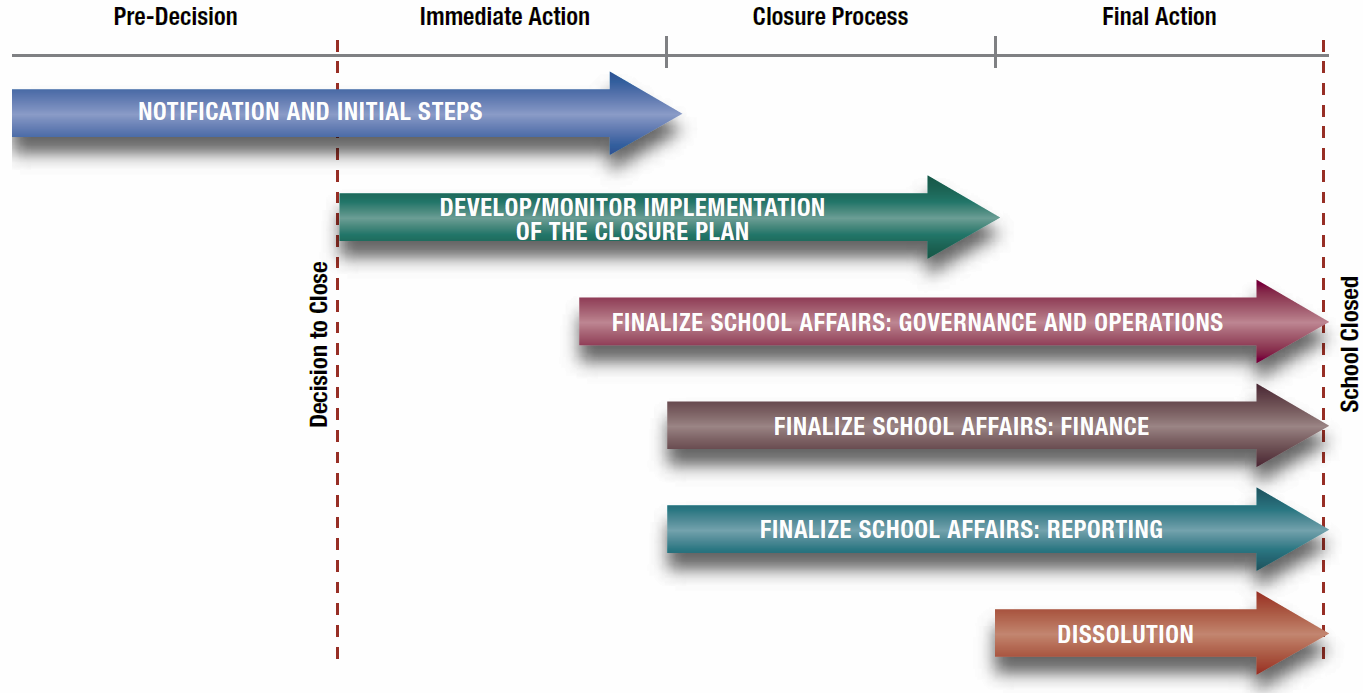 Pre-Decision
Immediate Action
Closure Process
Final Action
NOTIFICATION AND INITIAL STEPS
DEVELOP/MONITOR IMPLEMENTATION
OF THE CLOSURE PLAN
Decision to Close
FINALIZE SCHOOL AFFAIRS: GOVERNANCE AND OPERATIONS
School Closed
FINALIZE SCHOOL AFFAIRS: FINANCE
FINALIZE SCHOOL AFFAIRS: REPORTING
DISSOLUTION